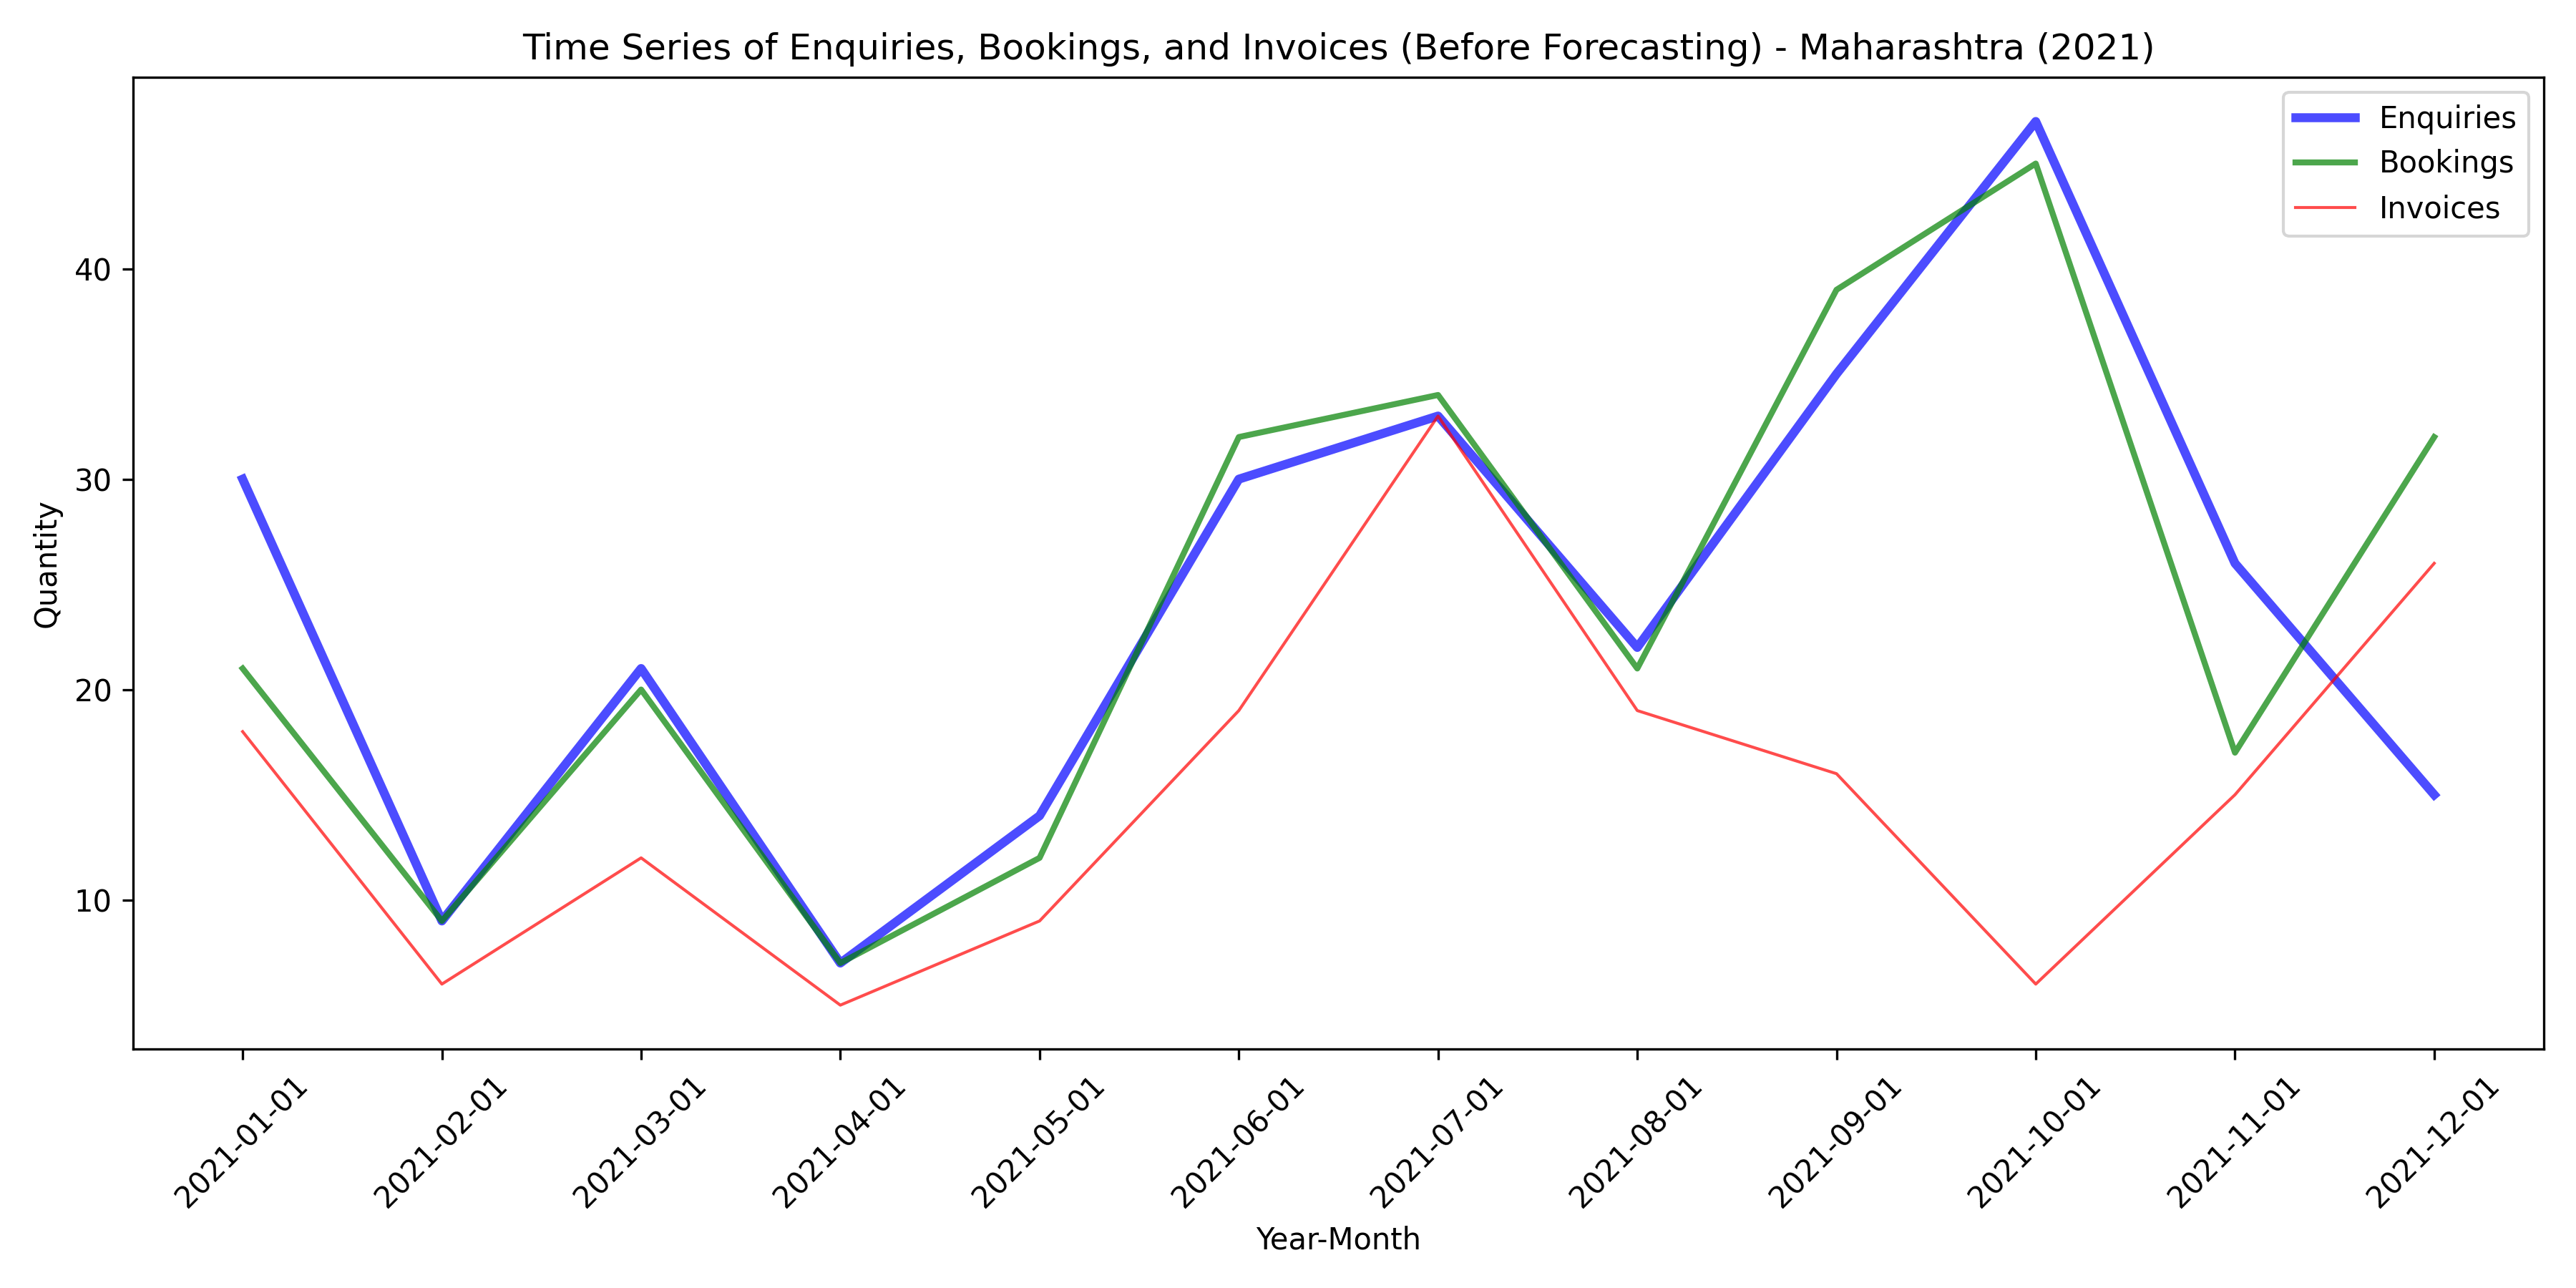 Time Series of Enquiries, Bookings, and Invoices (Before Forecasting) - Maharashtra (2021)
Enquiries
Bookings
Invoices
Quantity
40
30
20
10
2021-01-01
2021-02-01
2021-03-01
2021-04-01
2021-05-01
2021-06-01
2021-07-01
2021-08-01
2021-09-01
2021-10-01
2021-11-01
2021-12-01
Year-Month